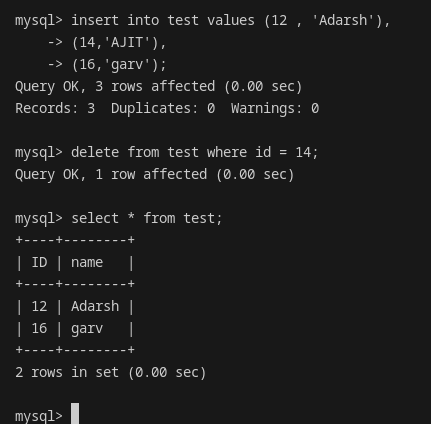 mysql> insert into test values (12 , 'Adarsh'),
    -> (14,'AJIT'),
    -> (16,'garv');
Query OK, 3 rows affected (0.00 sec)
Records: 3  Duplicates: 0  Warnings: 0

mysql> delete from test where id = 14;
Query OK, 1 row affected (0.00 sec)

mysql> select * from test;
+----+--------+
| ID | name   |
+----+--------+
| 12 | Adarsh |
| 16 | garv   |
+----+--------+
2 rows in set (0.00 sec)

mysql>